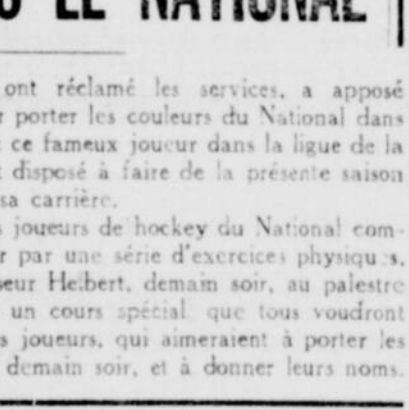 LE NATIONAL
ont réclamé les services, a apposé
porter les couleurs du National dans
ce fameux joueur dans la ligue de la
disposé à faire de la présente saison
sa carrière.
joueurs de hockey du National com-
par une série d'exercices physiques,
seur Heibert, demain soir, au palestre
un cours spécial que tous voudront
s joueurs, qui aimeraient à porter les
demain soir, et à donner leurs noms.